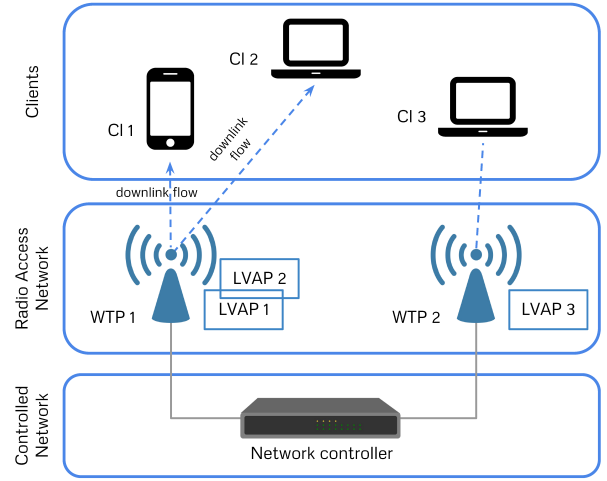 Clients
Cl 1
Cl 2
Cl 3
downlink
flow
downlink flow
Radio Access
Network
WTP 1
LVAP 2
LVAP 1
WTP 2
LVAP 3
Controlled
Network
Network controller